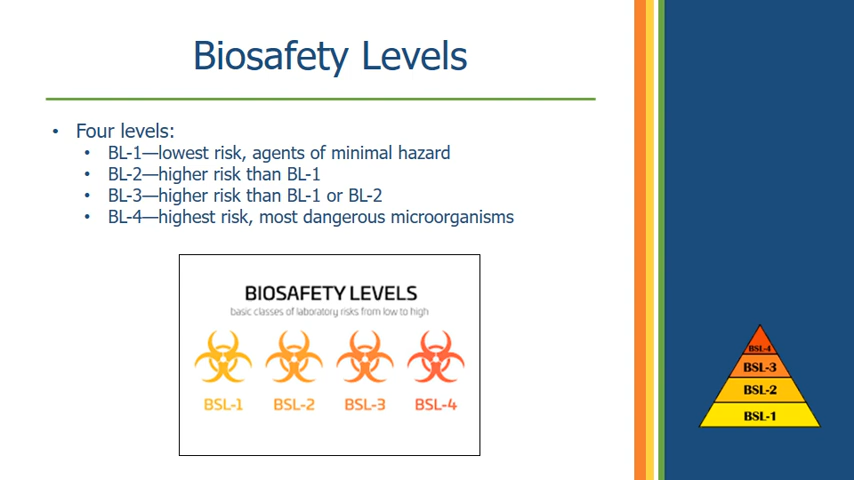 Biosafety Levels
• Four levels:
• BL-1—lowest risk, agents of minimal hazard
• BL-2—higher risk than BL-1
• BL-3—higher risk than BL-1 or BL-2
• BL-4—highest risk, most dangerous microorganisms
BIOSAFETY LEVELS
basic classes of laboratory risks from low to high
BSL-1 BSL-2 BSL-3 BSL-4
BSL-4
BSL-3
BSL-2
BSL-1